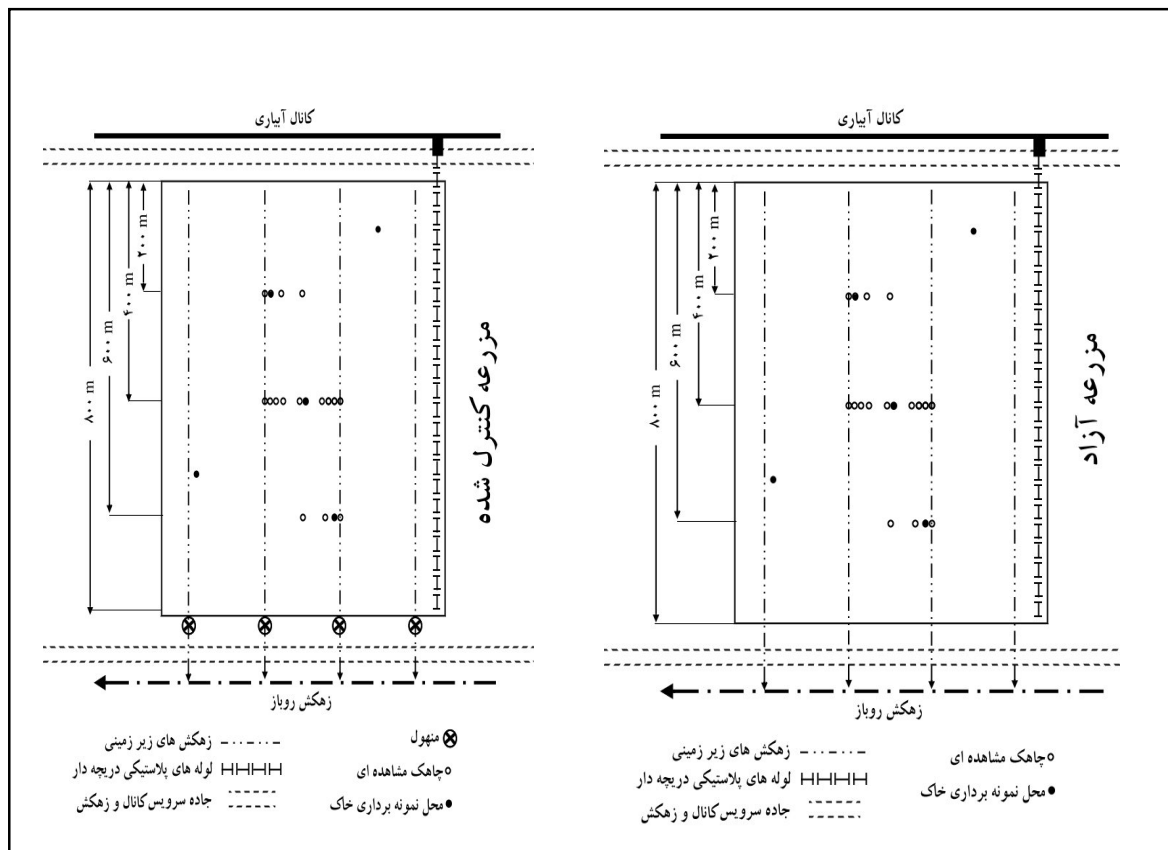 کانال آبیاری
۲۰۰ m
۴۰۰ m
۶۰۰ m
۸۰۰ m
مزرعه کنترل شده
زهکش روباز
منهول
چاهک مشاهده ای
محل نمونه برداری خاک
زهکش های زیر زمینی
لوله های پلاستیکی دریچه دار
جاده سرویس کانال و زهکش
کانال آبیاری
۲۰۰ m
۴۰۰ m
۶۰۰ m
۸۰۰ m
مزرعه آزاد
زهکش روباز
چاهک مشاهده ای
محل نمونه برداری خاک
زهکش های زیر زمینی
لوله های پلاستیکی دریچه دار
جاده سرویس کانال و زهکش